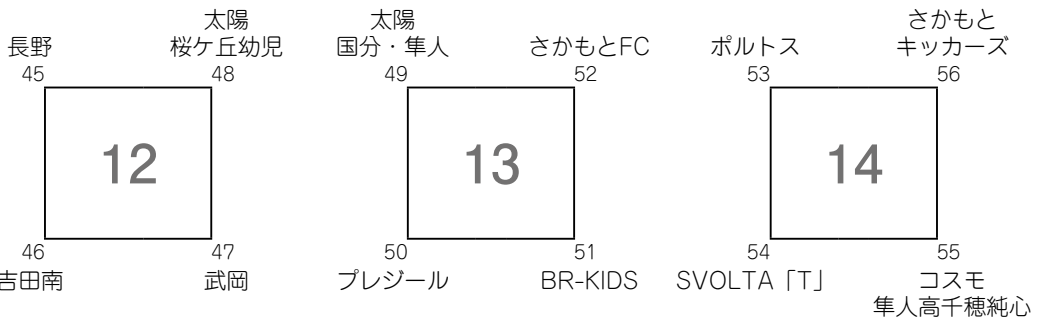 太陽
長野
桜ケ丘幼児
45
48
12
46
47
吉田南
武岡
太陽
国分・隼人
さかもとFC
49
52
13
50
51
プレジール
BR-KIDS
さかもと
ポルトス
キッカーズ
53
56
14
54
55
SVOLTA「T」
コスモ
隼人高千穂純心